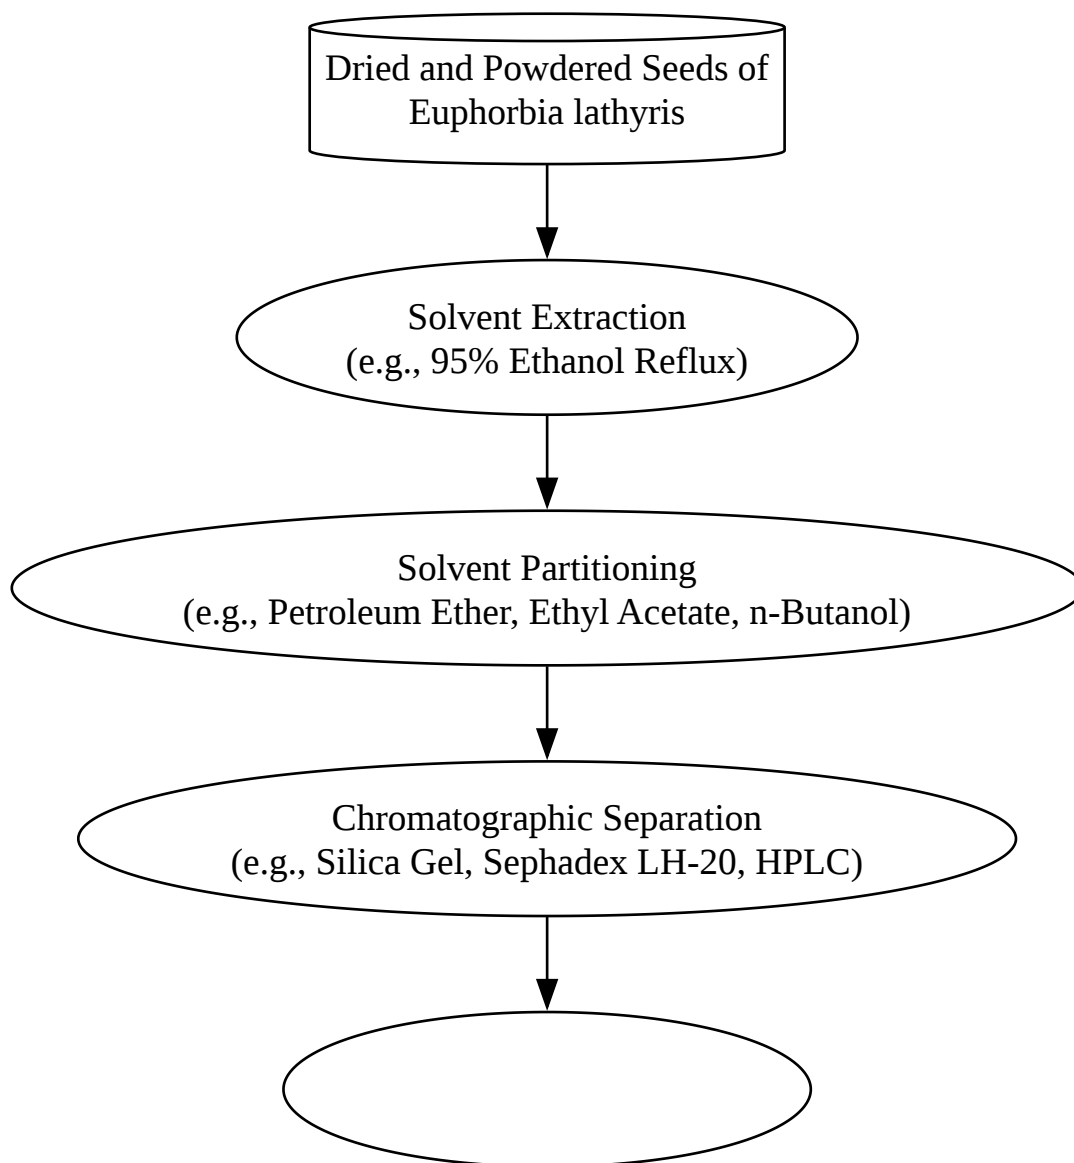 Dried and Powdered Seeds of
Euphorbia lathyris
Solvent Extraction
(e.g., 95% Ethanol Reflux)
Solvent Partitioning
(e.g., Petroleum Ether, Ethyl Acetate, n-Butanol)
Chromatographic Separation
(e.g., Silica Gel, Sephadex LH-20, HPLC)